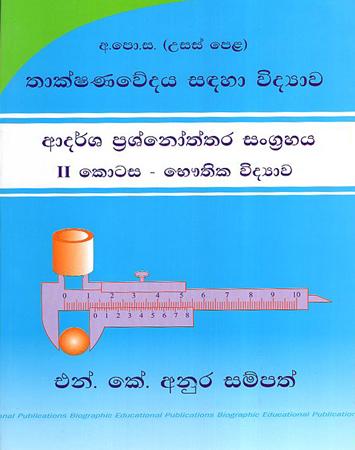 අ.පො.ස. (උසස් පෙළ)
තාක්ෂණවේදය සඳහා විද්‍යාව
ආදර්ශ ප්‍රශ්නෝත්තර සංග්‍රහය
II කොටස - භෞතික විද්‍යාව
0 1 2 3 4 5 6 7 8 9 10
0 1 2 3 4 5 6 7 8
එන්. කේ. අනුර සම්පත්
onal Publications Biographic Educational Publications Biographic Educational Publication